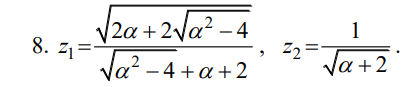 8. z₁ = √(2α + 2√(α² − 4)) / (√(α² − 4) + α + 2) , z₂ = 1 / √(α + 2) .